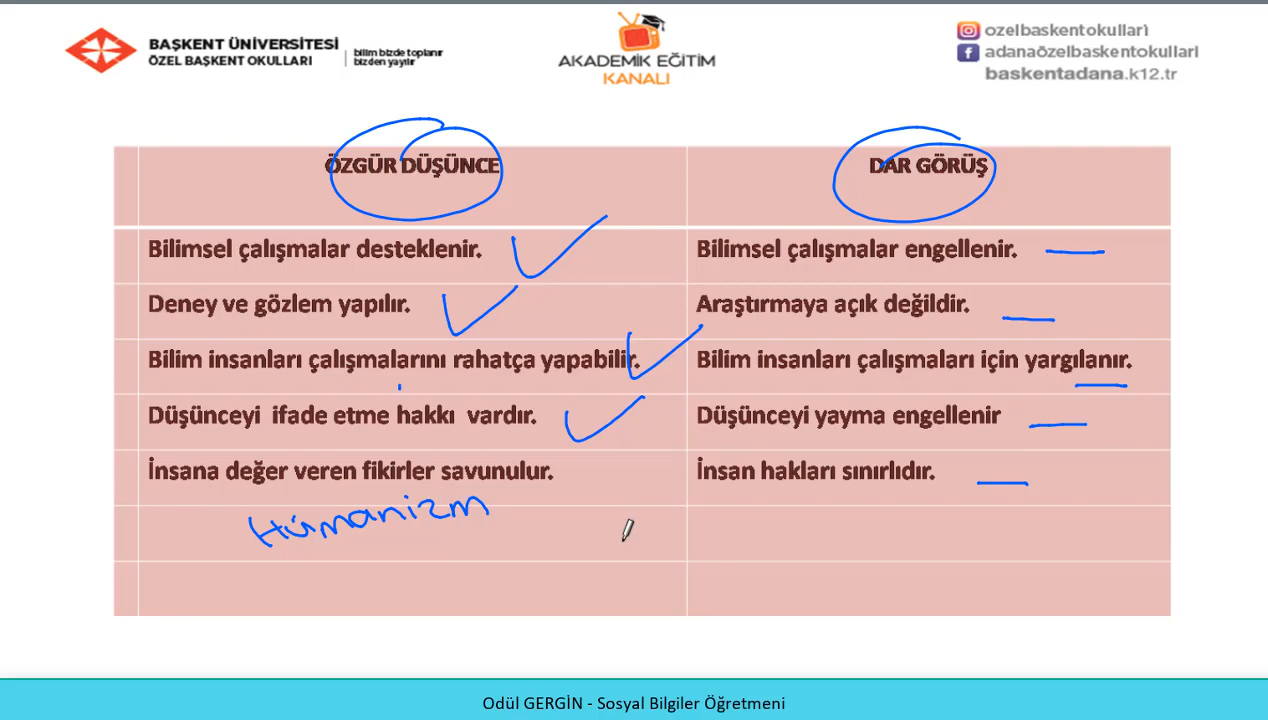 BAŞKENT ÜNİVERSİTESİ
ÖZEL BAŞKENT OKULLARI
bilim bizde toplanır
bizden yayılır
AKADEMİK EĞİTİM
KANALI
ozelbaskentokullari
adanaözelbaskentokullari
baskentadana.k12.tr
ÖZGÜR DÜŞÜNCE
DAR GÖRÜŞ
Bilimsel çalışmalar desteklenir.
Bilimsel çalışmalar engellenir.
Deney ve gözlem yapılır.
Araştırmaya açık değildir.
Bilim insanları çalışmalarını rahatça yapabilir.
Bilim insanları çalışmaları için yargılanır.
Düşünceyi ifade etme hakkı vardır.
Düşünceyi yayma engellenir
İnsana değer veren fikirler savunulur.
İnsan hakları sınırlıdır.
Hümanizm
Odül GERGİN - Sosyal Bilgiler Öğretmeni